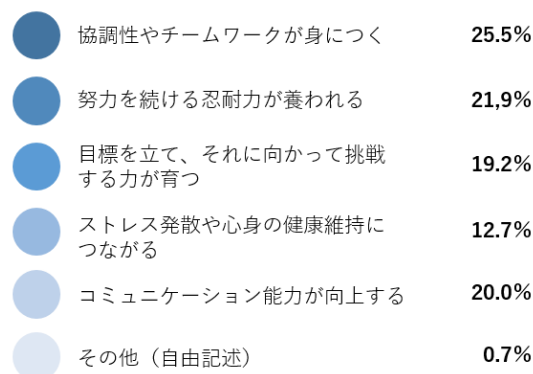 協調性やチームワークが身につく 25.5%
努力を続ける忍耐力が養われる 21,9%
目標を立て、それに向かって挑戦
する力が育つ 19.2%
ストレス発散や心身の健康維持に
つながる 12.7%
コミュニケーション能力が向上する 20.0%
その他（自由記述） 0.7%